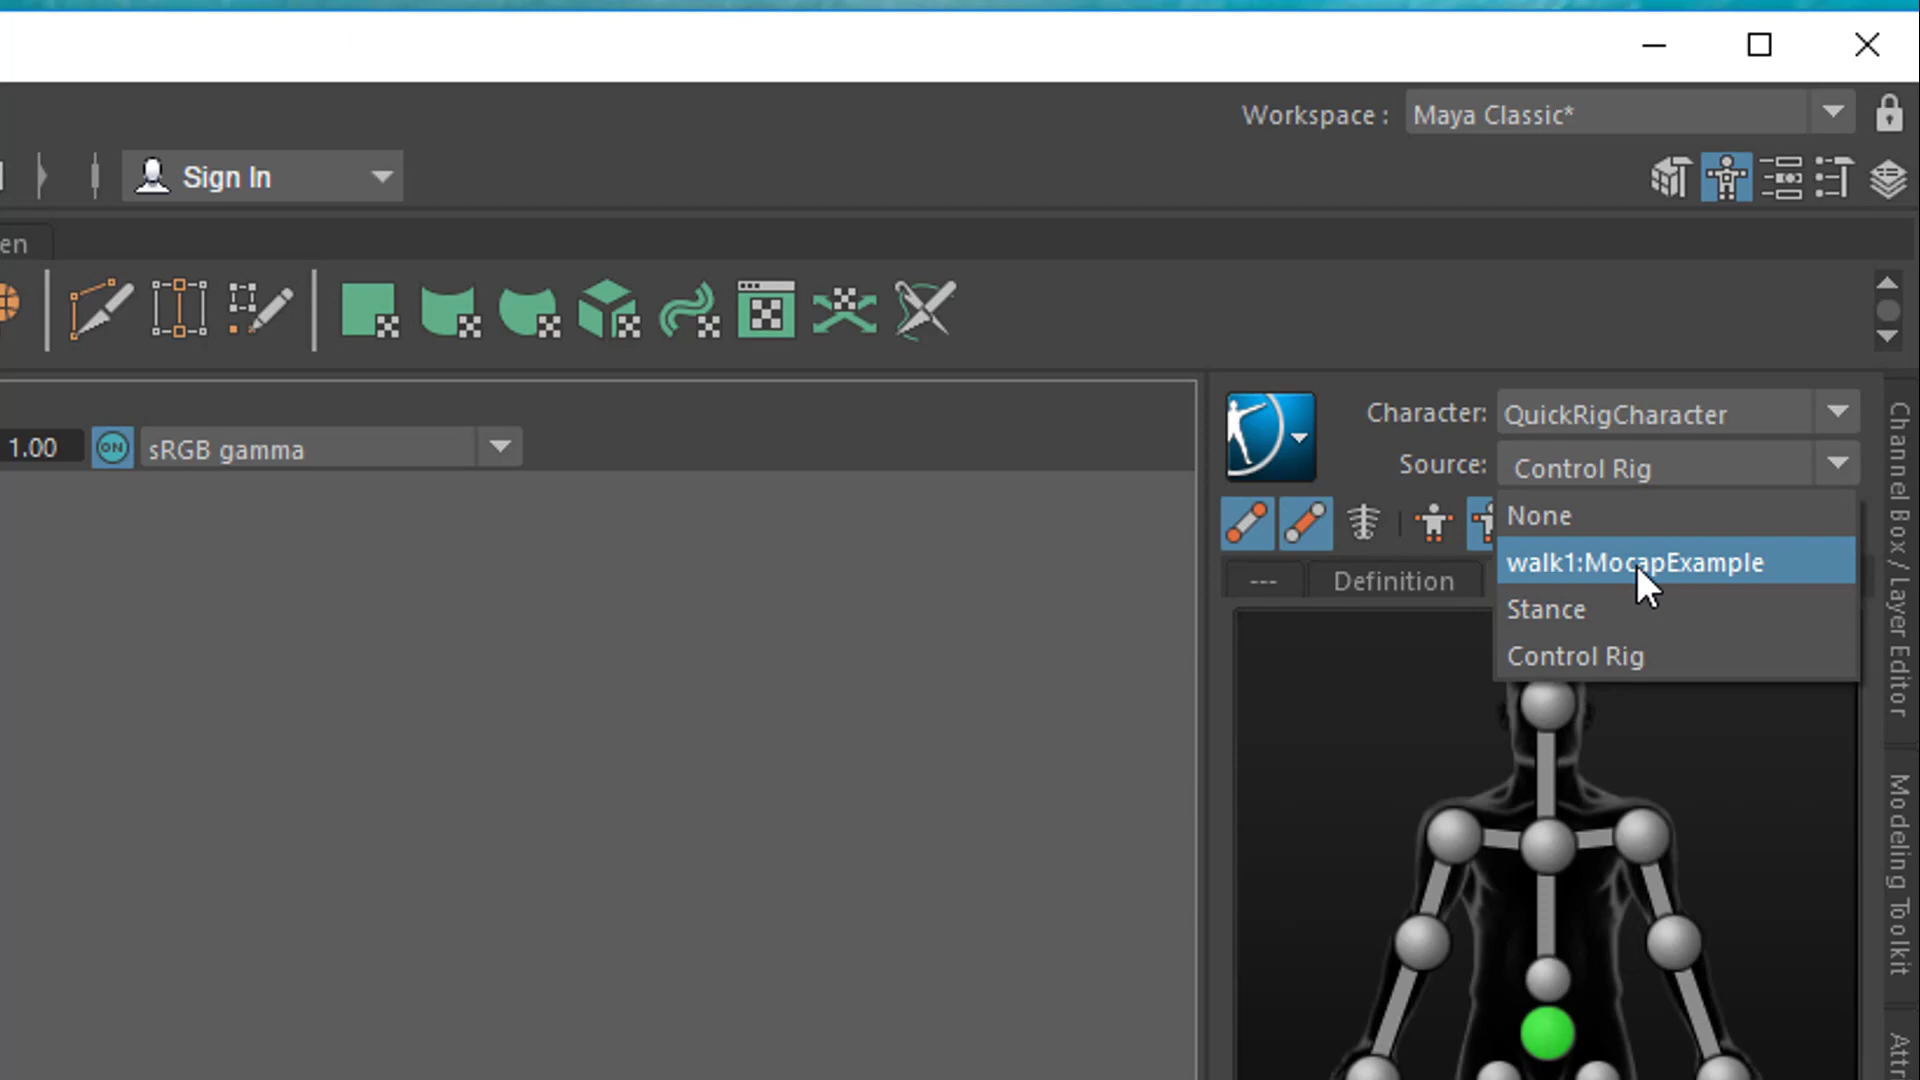 Workspace : Maya Classic*
Sign In
en
Character: QuickRigCharacter
1.00 ON sRGB gamma
Source: Control Rig
None
walk1:MocapExample
--- Definition
Stance
Control Rig
Channel Box / Layer Editor
Modeling Toolkit
Attr